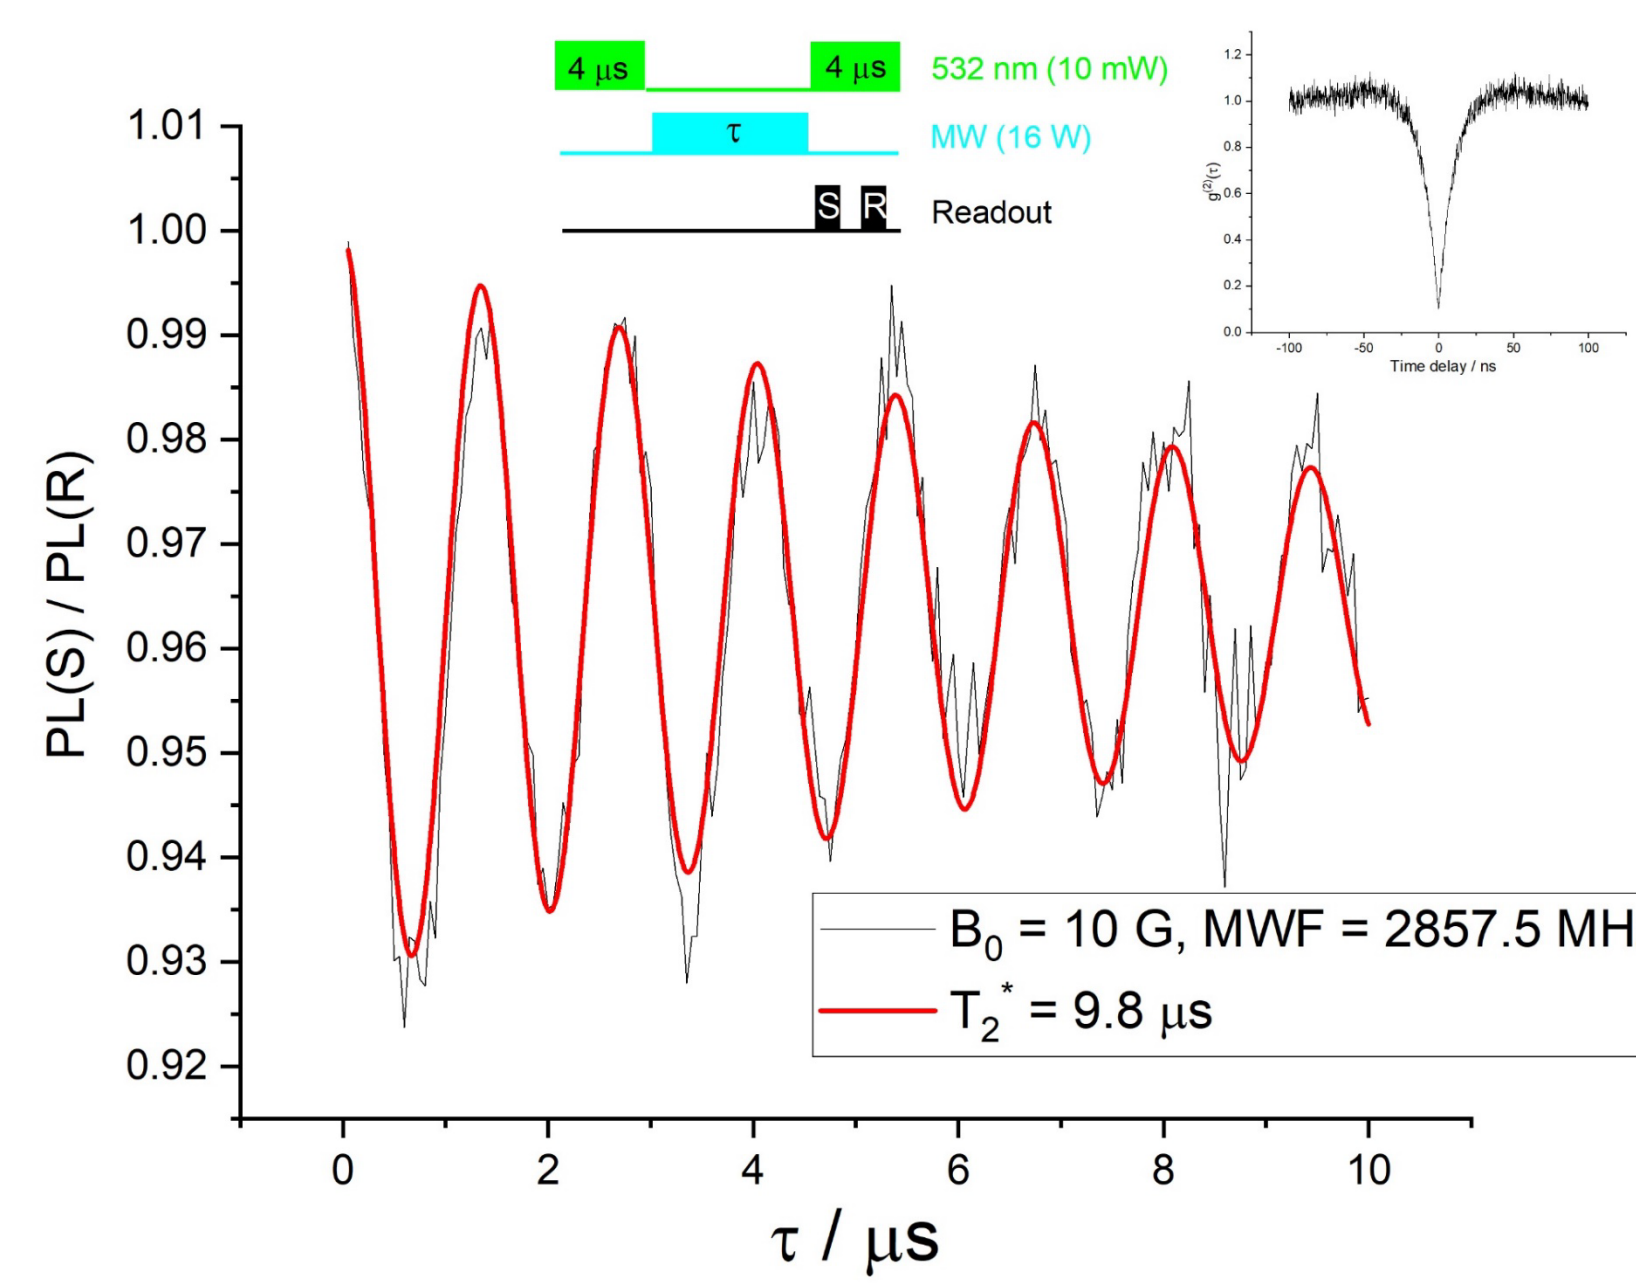 4 μs
4 μs
532 nm (10 mW)
τ
MW (16 W)
S
R
Readout
1.2
1.0
0.8
0.6
0.4
0.2
0.0
g⁽²⁾(τ)
-100
-50
0
50
100
Time delay / ns
1.01
1.00
0.99
0.98
0.97
0.96
0.95
0.94
0.93
0.92
PL(S) / PL(R)
B₀ = 10 G, MWF = 2857.5 MH
T₂* = 9.8 μs
0
2
4
6
8
10
τ / μs